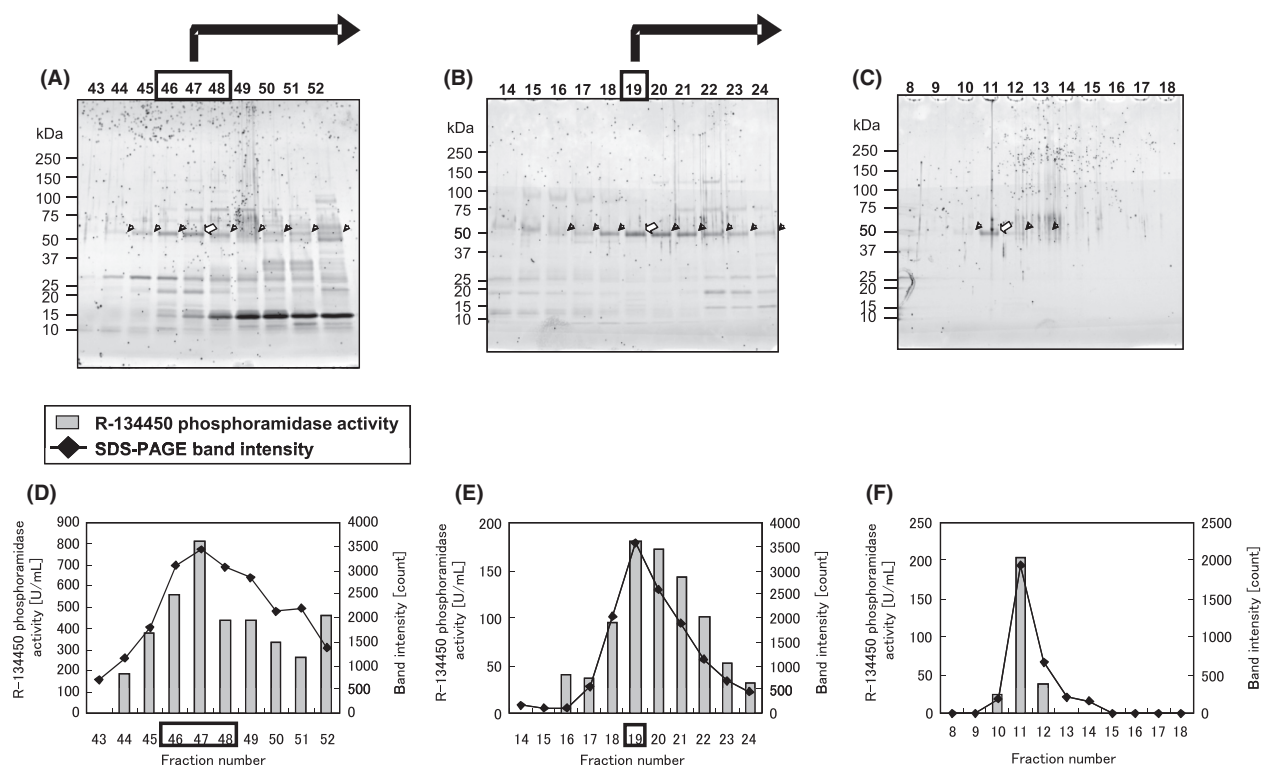 (A)
43 44 45 46 47 48 49 50 51 52
kDa
250
150
100
75
50
37
25
20
15
10
(B)
14 15 16 17 18 19 20 21 22 23 24
kDa
250
150
100
75
50
37
25
20
15
10
(C)
8 9 10 11 12 13 14 15 16 17 18
kDa
250
150
100
75
50
37
25
20
15
10
R-134450 phosphoramidase activity
SDS-PAGE band intensity
(D)
R-134450 phosphoramidase
activity [U/mL]
900
800
700
600
500
400
300
200
100
0
4000
3500
3000
2500
2000
1500
1000
500
0
Band intensity [count]
43 44 45 46 47 48 49 50 51 52
Fraction number
(E)
R-134450 phosphoramidase
activity [U/mL]
200
150
100
50
0
4000
3500
3000
2500
2000
1500
1000
500
0
Band intensity [count]
14 15 16 17 18 19 20 21 22 23 24
Fraction number
(F)
R-134450 phosphoramidase
activity [U/mL]
250
200
150
100
50
0
2500
2000
1500
1000
500
0
Band intensity [count]
8 9 10 11 12 13 14 15 16 17 18
Fraction number